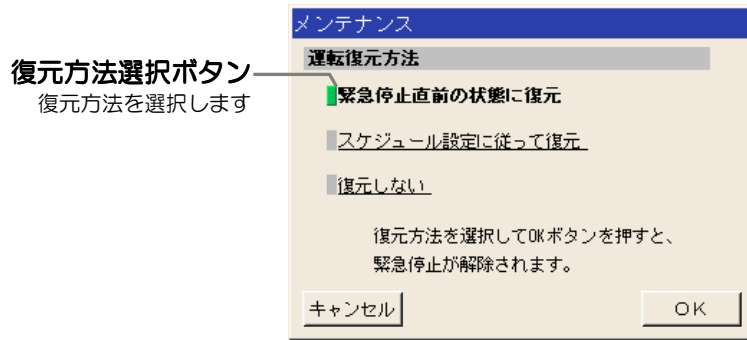 メンテナンス
運転復元方法
復元方法選択ボタン
復元方法を選択します
緊急停止直前の状態に復元
スケジュール設定に従って復元
復元しない
復元方法を選択してOKボタンを押すと、
緊急停止が解除されます。
キャンセル
OK